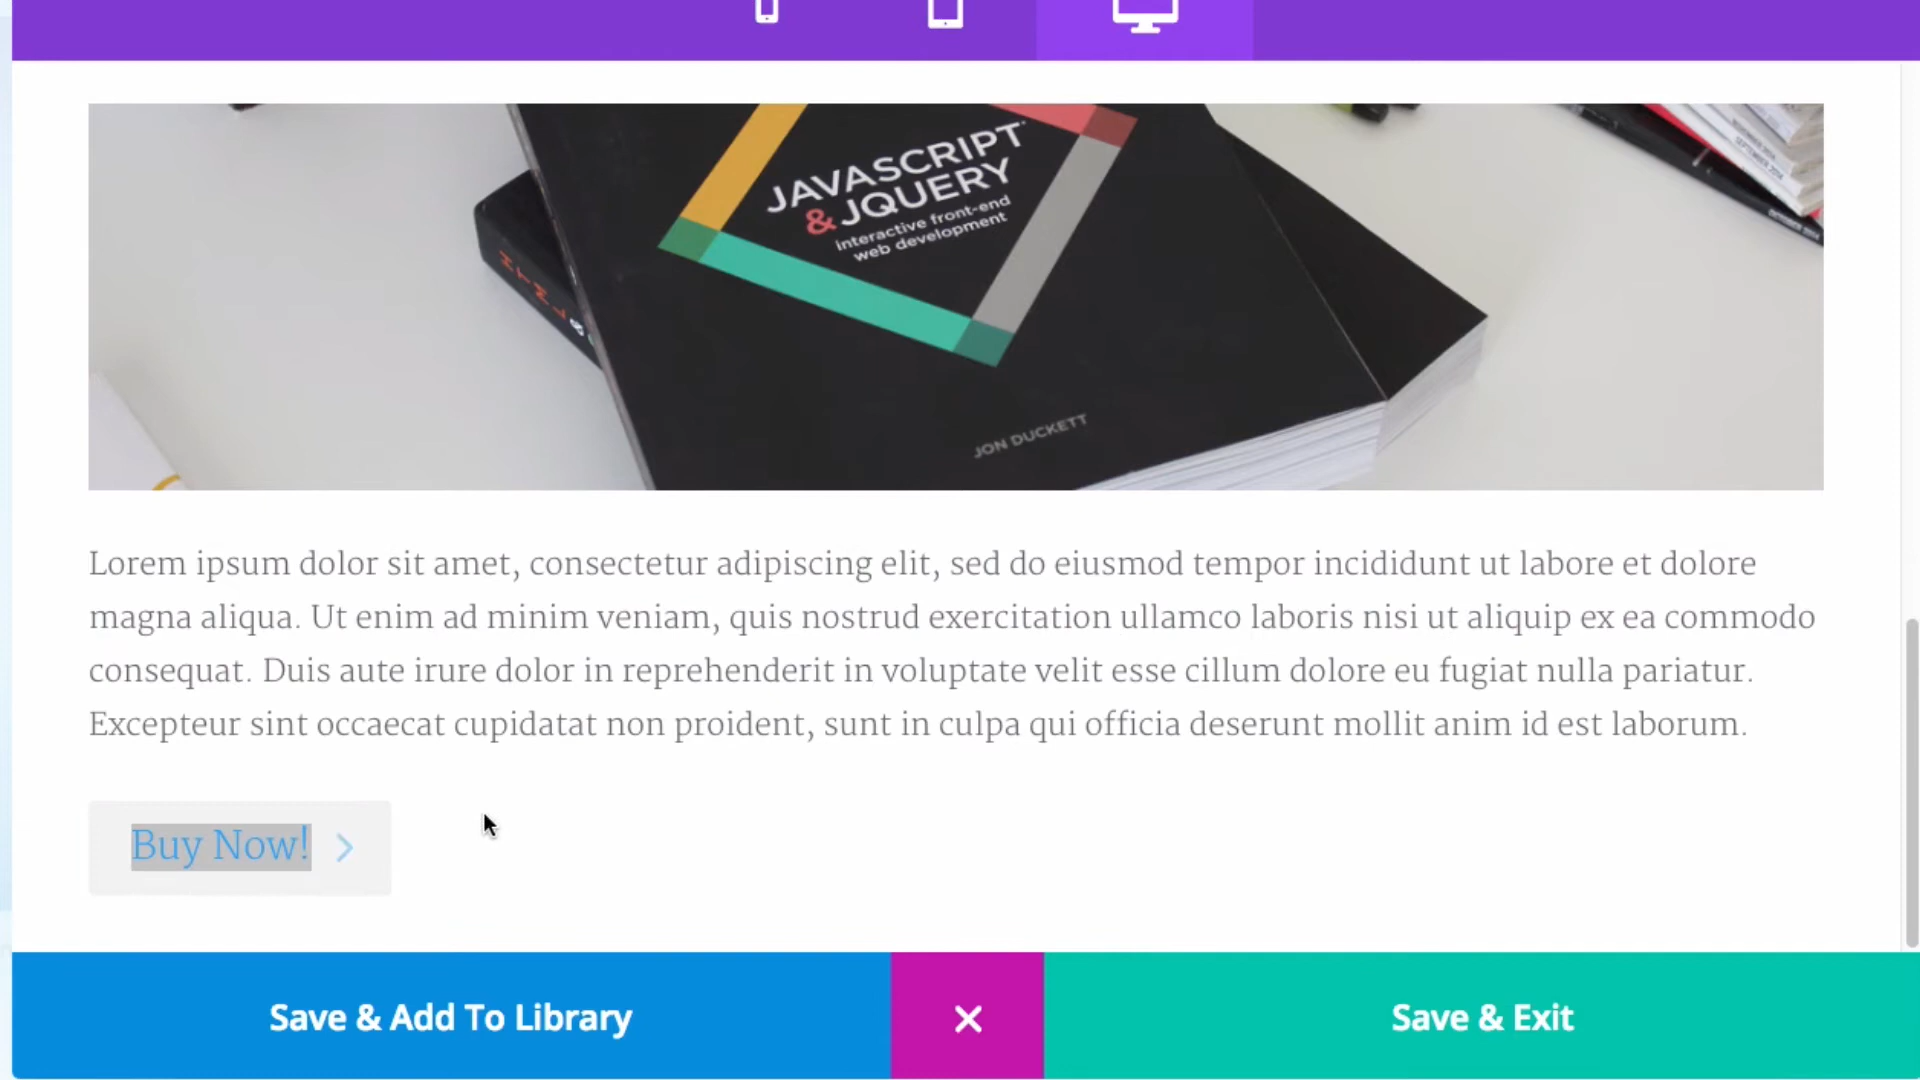 JAVASCRIPT
& JQUERY
interactive front-end
web development
JON DUCKETT
Lorem ipsum dolor sit amet, consectetur adipiscing elit, sed do eiusmod tempor incididunt ut labore et dolore
magna aliqua. Ut enim ad minim veniam, quis nostrud exercitation ullamco laboris nisi ut aliquip ex ea commodo
consequat. Duis aute irure dolor in reprehenderit in voluptate velit esse cillum dolore eu fugiat nulla pariatur.
Excepteur sint occaecat cupidatat non proident, sunt in culpa qui officia deserunt mollit anim id est laborum.
Buy Now!
Save & Add To Library
Save & Exit